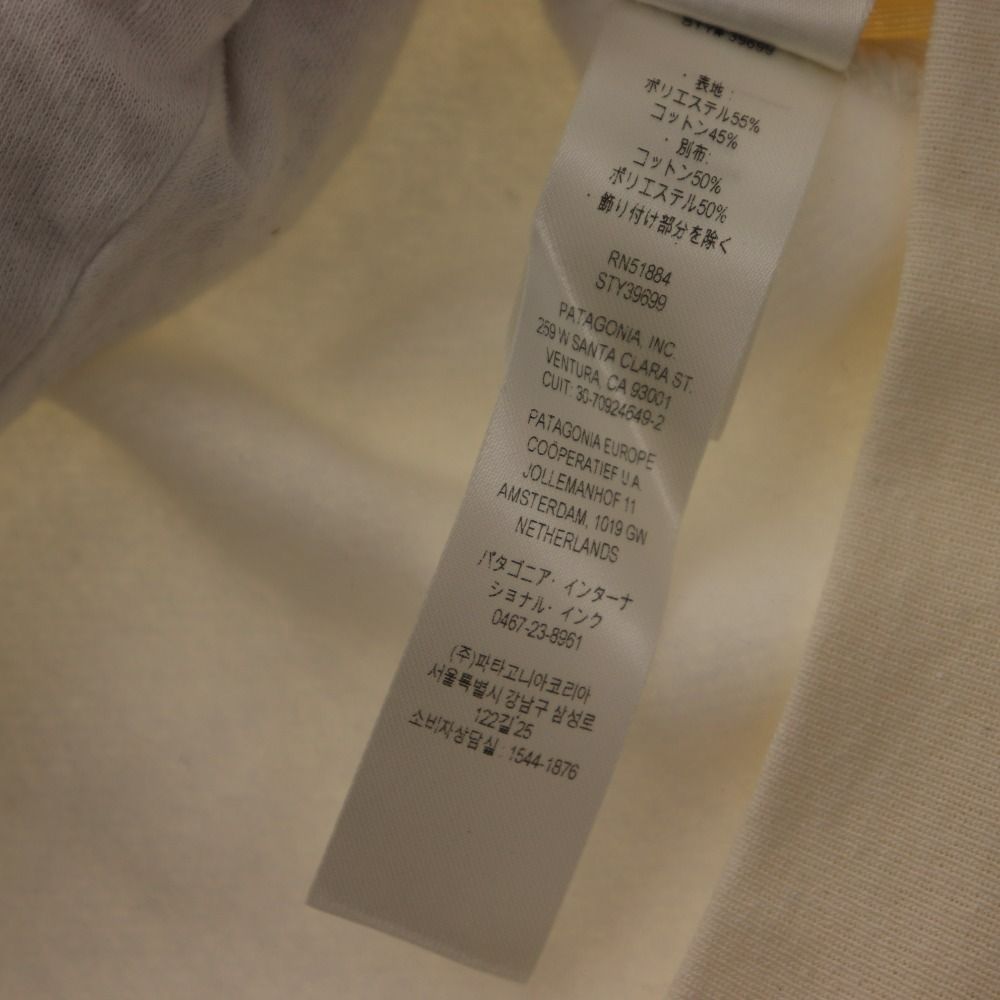 STY# 39699
・表地:
ポリエステル55%
コットン45%
・別布:
コットン50%
ポリエステル50%
・飾り付け部分を除く
RN51884
STY39699
PATAGONIA, INC.
259 W SANTA CLARA ST.
VENTURA, CA 93001
CUIT: 30-70924649-2
PATAGONIA EUROPE
COÖPERATIEF U.A.
JOLLEMANHOF 11
AMSTERDAM, 1019 GW
NETHERLANDS
パタゴニア・インターナ
ショナル・インク
0467-23-8961
(주)파타고니아코리아
서울특별시 강남구 삼성로
122길 25
소비자상담실 : 1544-1876